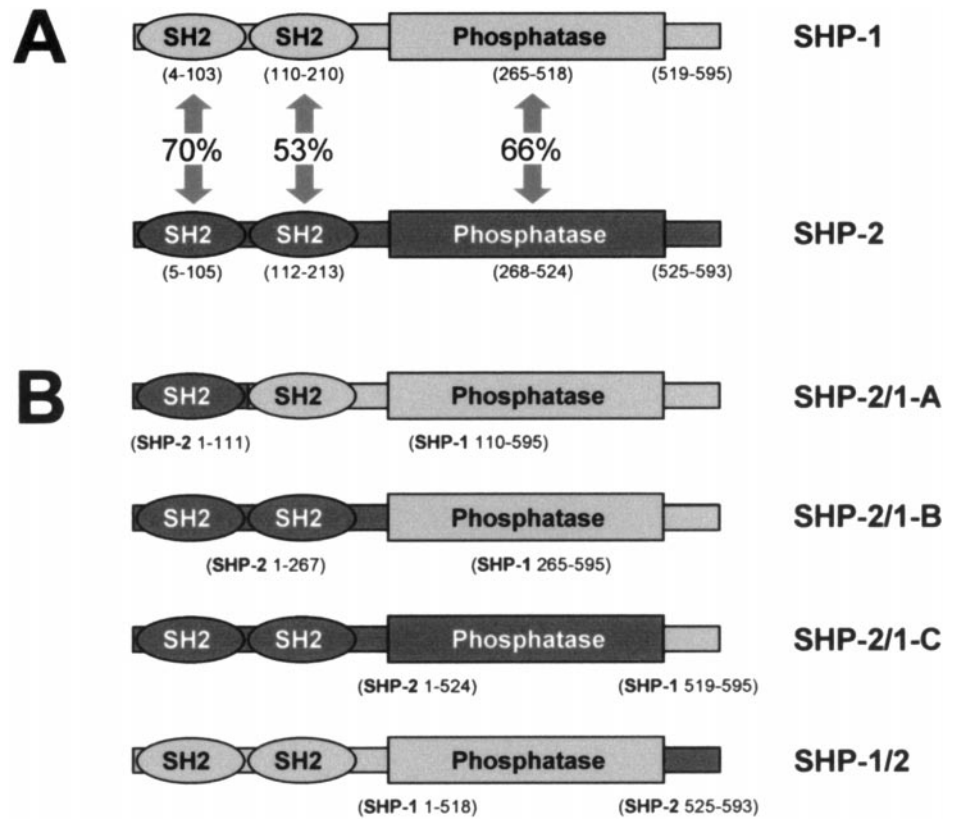 A
SH2 SH2 Phosphatase SHP-1
(4-103) (110-210) (265-518) (519-595)
70% 53% 66%
SH2 SH2 Phosphatase SHP-2
(5-105) (112-213) (268-524) (525-593)
B
SH2 SH2 Phosphatase SHP-2/1-A
(SHP-2 1-111) (SHP-1 110-595)
SH2 SH2 Phosphatase SHP-2/1-B
(SHP-2 1-267) (SHP-1 265-595)
SH2 SH2 Phosphatase SHP-2/1-C
(SHP-2 1-524) (SHP-1 519-595)
SH2 SH2 Phosphatase SHP-1/2
(SHP-1 1-518) (SHP-2 525-593)